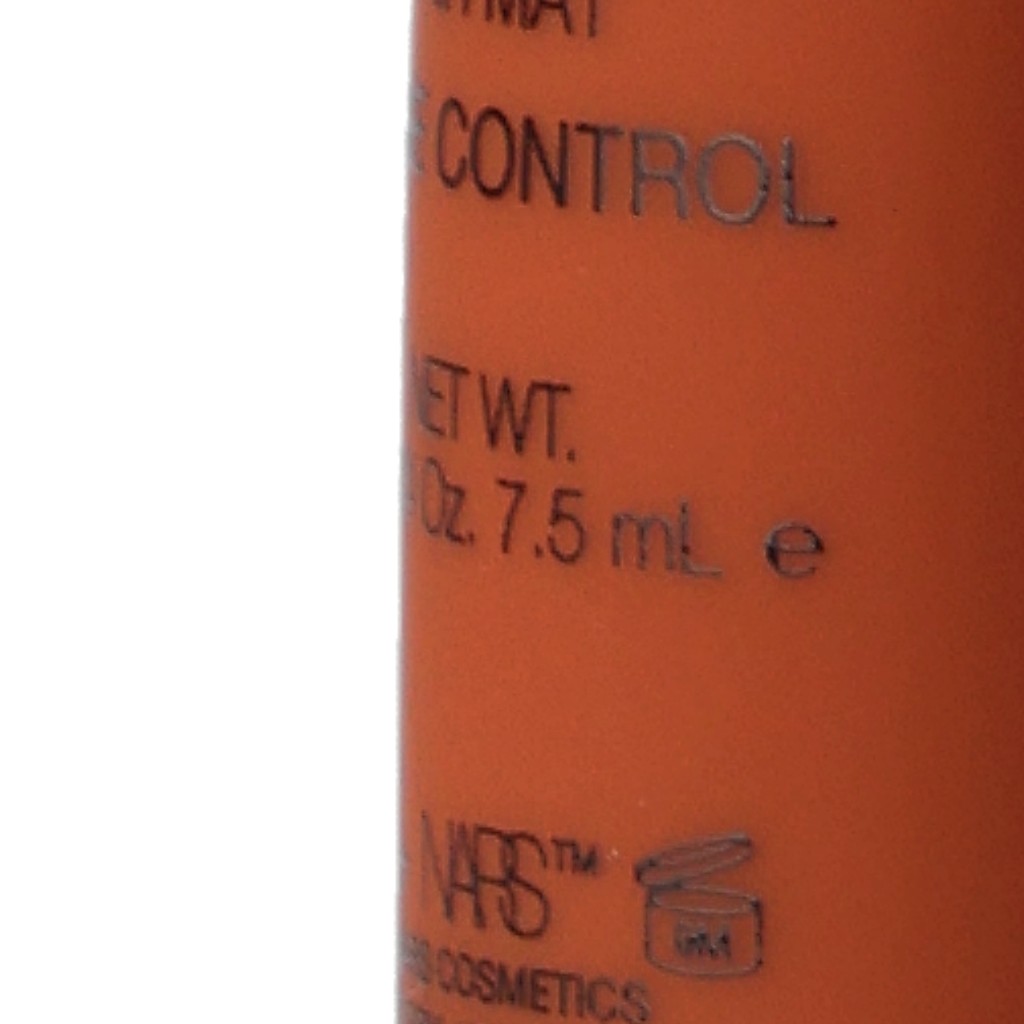 CONTROL
NET WT.
Oz. 7.5 mL e
NARS™
COSMETICS